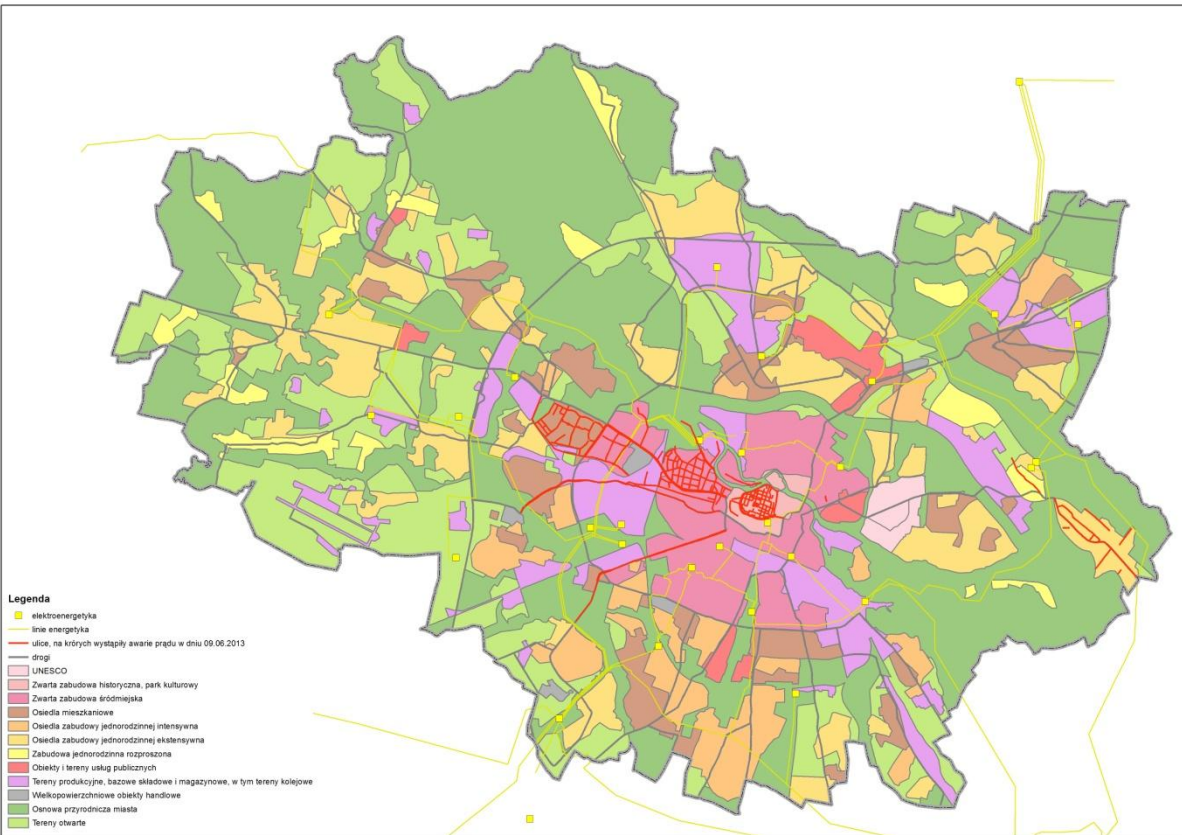 Legenda
elektroenergetyka
linie energetyka
ulice, na krórych wystąpiły awarie prądu w dniu 09.06.2013
drogi
UNESCO
Zwarta zabudowa historyczna, park kulturowy
Zwarta zabudowa śródmiejska
Osiedla mieszkaniowe
Osiedla zabudowy jednorodzinnej intensywna
Osiedla zabudowy jednorodzinnej ekstensywna
Zabudowa jednorodzinna rozproszona
Obiekty i tereny usług publicznych
Tereny produkcyjne, bazowe składowe i magazynowe, w tym tereny kolejowe
Wielkopowierzchniowe obiekty handlowe
Osnowa przyrodnicza miasta
Tereny otwarte